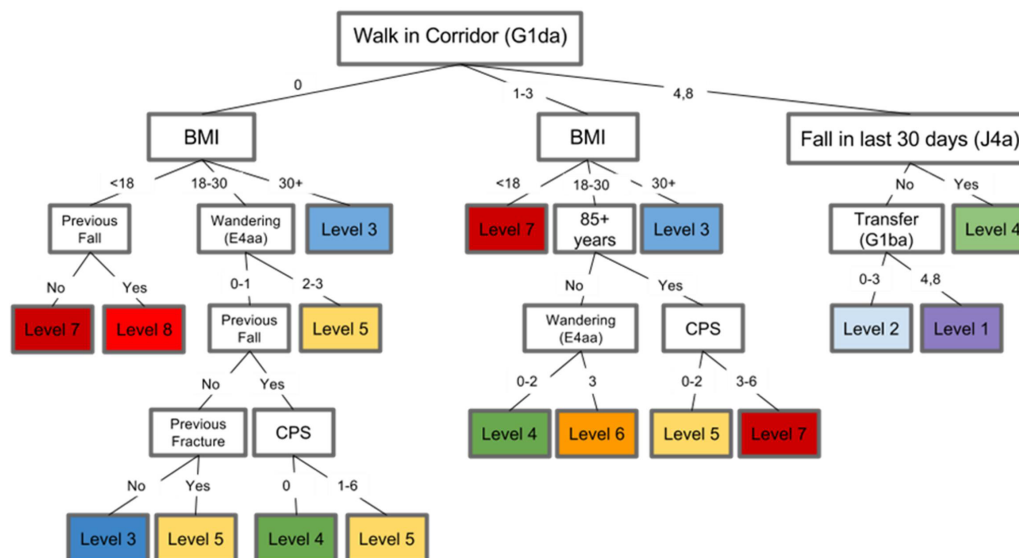 Walk in Corridor (G1da)
0
1-3
4,8
BMI
BMI
Fall in last 30 days (J4a)
<18
18-30
30+
<18
18-30
30+
No
Yes
Previous
Fall
Wandering
(E4aa)
Level 3
Level 7
85+
years
Level 3
Transfer
(G1ba)
Level 4
No
Yes
0-1
2-3
No
Yes
0-3
4,8
Level 7
Level 8
Previous
Fall
Level 5
Wandering
(E4aa)
CPS
Level 2
Level 1
No
Yes
0-2
3
0-2
3-6
Previous
Fracture
CPS
Level 4
Level 6
Level 5
Level 7
No
Yes
0
1-6
Level 3
Level 5
Level 4
Level 5